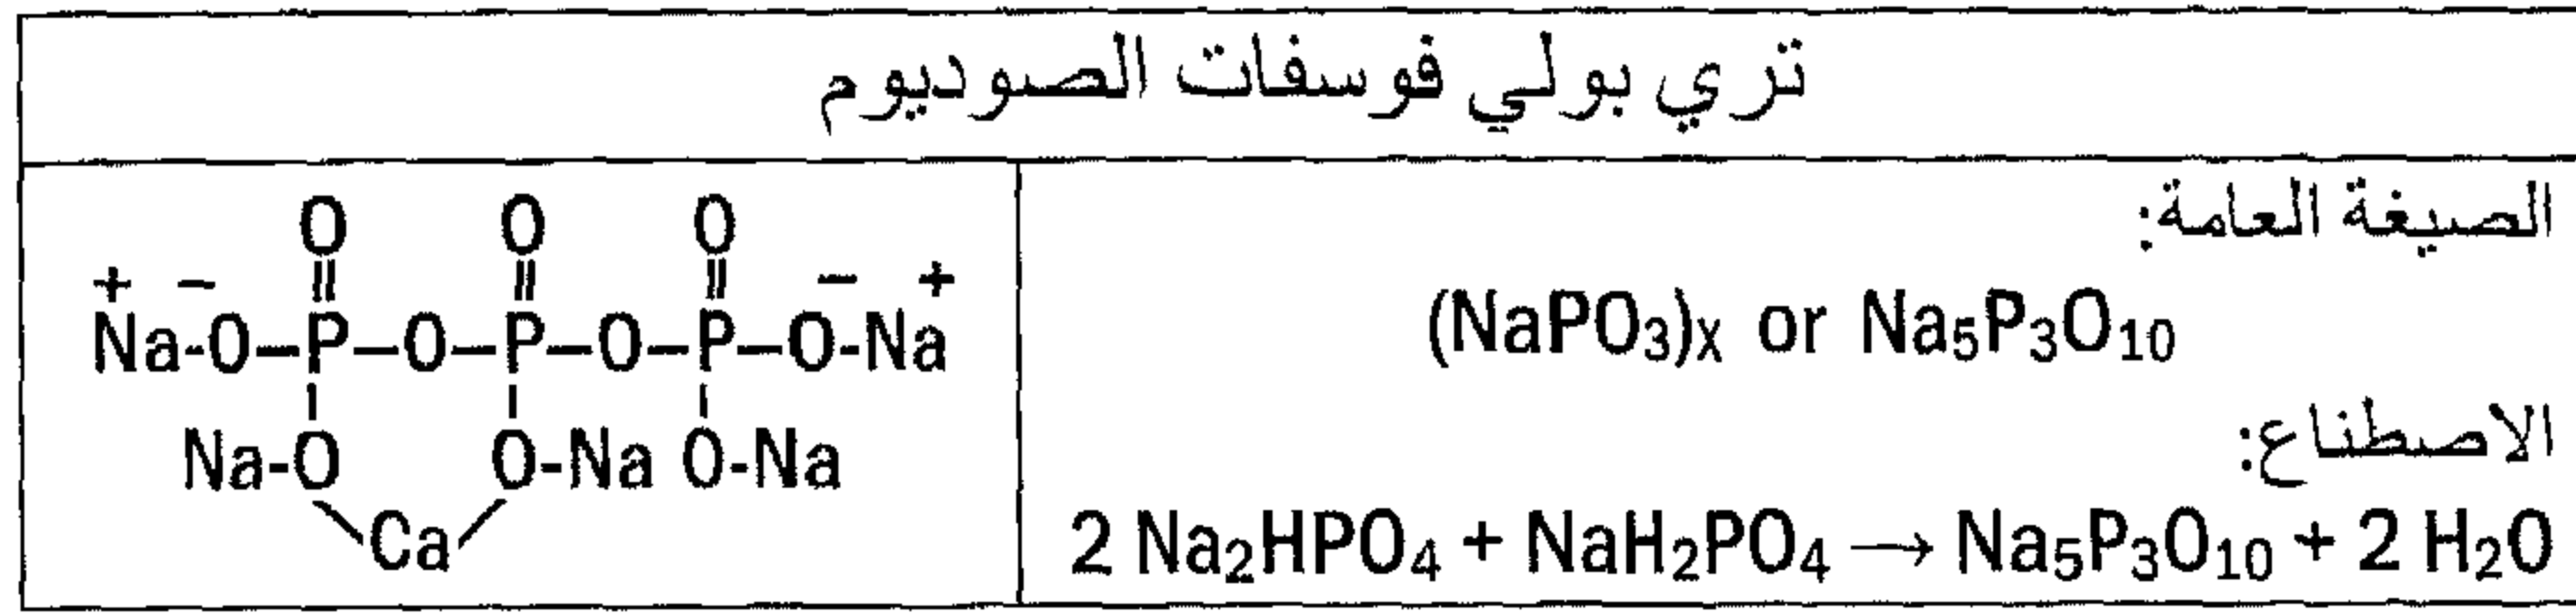 تري بولي فوسفات الصوديوم
الصيغة العامة:
(NaPO₃)ₓ or Na₅P₃O₁₀
الاصطناع:
2 Na₂HPO₄ + NaH₂PO₄ → Na₅P₃O₁₀ + 2 H₂O
O O O
+ − − +
Na-O–P–O–P–O–P–O-Na
Na-O O-Na O-Na
Ca